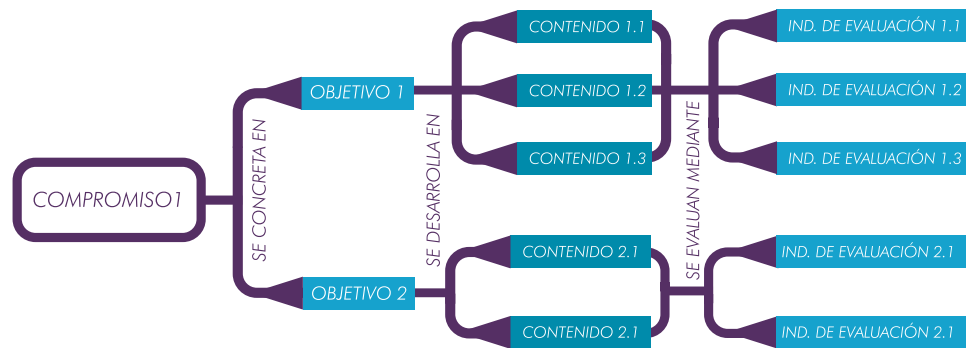 COMPROMISO1
SE CONCRETA EN
OBJETIVO 1
OBJETIVO 2
SE DESARROLLA EN
CONTENIDO 1.1
CONTENIDO 1.2
CONTENIDO 1.3
CONTENIDO 2.1
CONTENIDO 2.1
SE EVALUAN MEDIANTE
IND. DE EVALUACIÓN 1.1
IND. DE EVALUACIÓN 1.2
IND. DE EVALUACIÓN 1.3
IND. DE EVALUACIÓN 2.1
IND. DE EVALUACIÓN 2.1